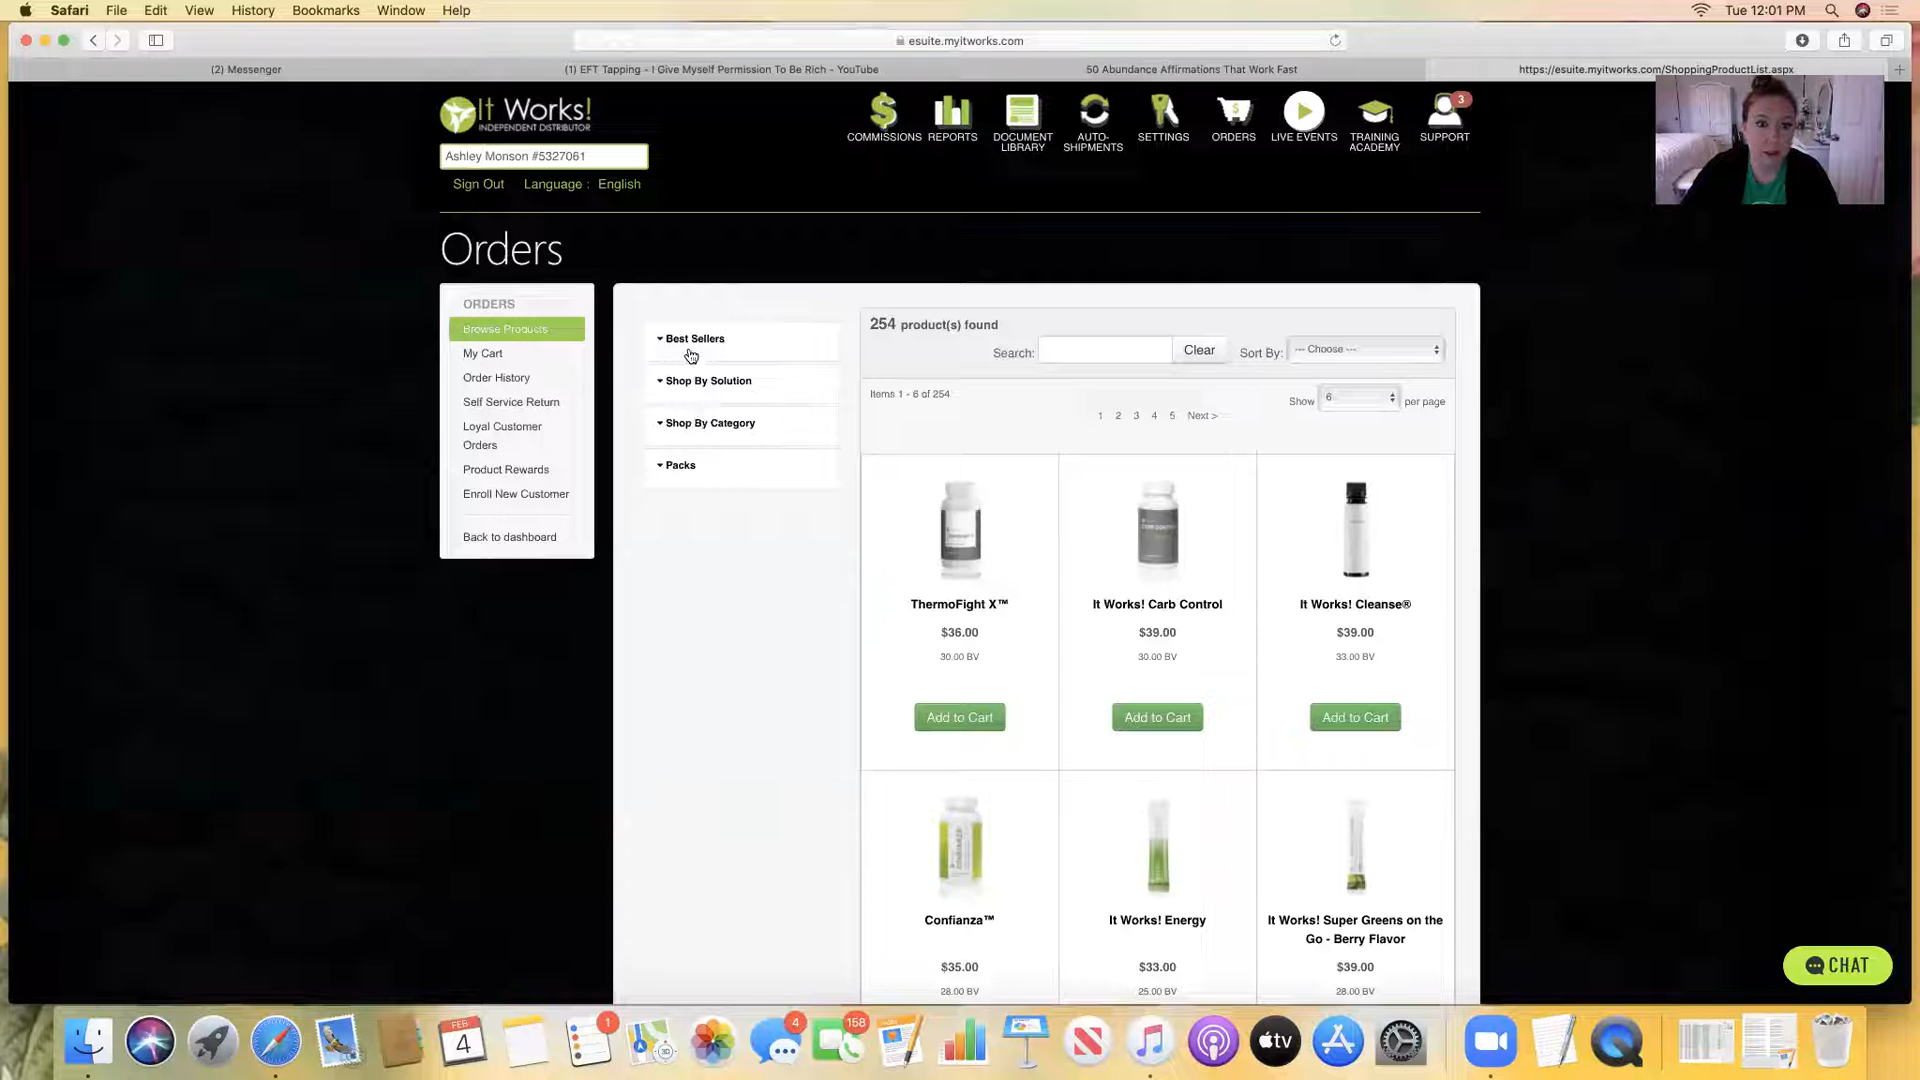 Safari File Edit View History Bookmarks Window Help Tue 12:01 PM
esuite.myitworks.com
(2) Messenger (1) EFT Tapping - I Give Myself Permission To Be Rich - YouTube 50 Abundance Affirmations That Work Fast https://esuite.myitworks.com/ShoppingProductList.aspx
It Works!
INDEPENDENT DISTRIBUTOR
COMMISSIONS REPORTS DOCUMENT LIBRARY AUTO-SHIPMENTS SETTINGS ORDERS LIVE EVENTS TRAINING ACADEMY SUPPORT 3
Ashley Monson #5327061
Sign Out Language : English
Orders
ORDERS
Browse Products
My Cart
Order History
Self Service Return
Loyal Customer
Orders
Product Rewards
Enroll New Customer
Back to dashboard
Best Sellers
Shop By Solution
Shop By Category
Packs
254 product(s) found
Search: Clear Sort By: --- Choose ---
Items 1 - 6 of 254
Show 6 per page
1 2 3 4 5 Next >
ThermoFight X™ It Works! Carb Control It Works! Cleanse®
$36.00 $39.00 $39.00
30.00 BV 30.00 BV 33.00 BV
Add to Cart Add to Cart Add to Cart
Confianza™ It Works! Energy It Works! Super Greens on the
Go - Berry Flavor
$35.00 $33.00 $39.00
28.00 BV 25.00 BV 28.00 BV
CHAT
FEB
4
1
3D
4
158
tv